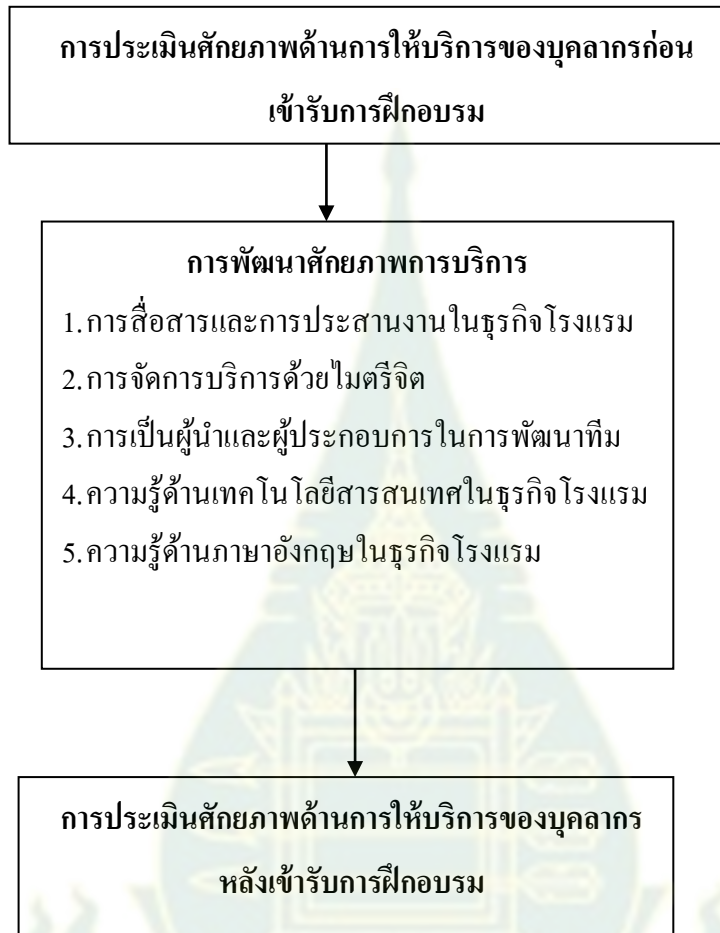 การประเมินศักยภาพด้านการให้บริการของบุคลากรก่อน
เข้ารับการฝึกอบรม
การพัฒนาศักยภาพการบริการ
1.การสื่อสารและการประสานงานในธุรกิจโรงแรม
2.การจัดการบริการด้วยไมตรีจิต
3.การเป็นผู้นำและผู้ประกอบการในการพัฒนาทีม
4.ความรู้ด้านเทคโนโลยีสารสนเทศในธุรกิจโรงแรม
5.ความรู้ด้านภาษาอังกฤษในธุรกิจโรงแรม
การประเมินศักยภาพด้านการให้บริการของบุคลากร
หลังเข้ารับการฝึกอบรม